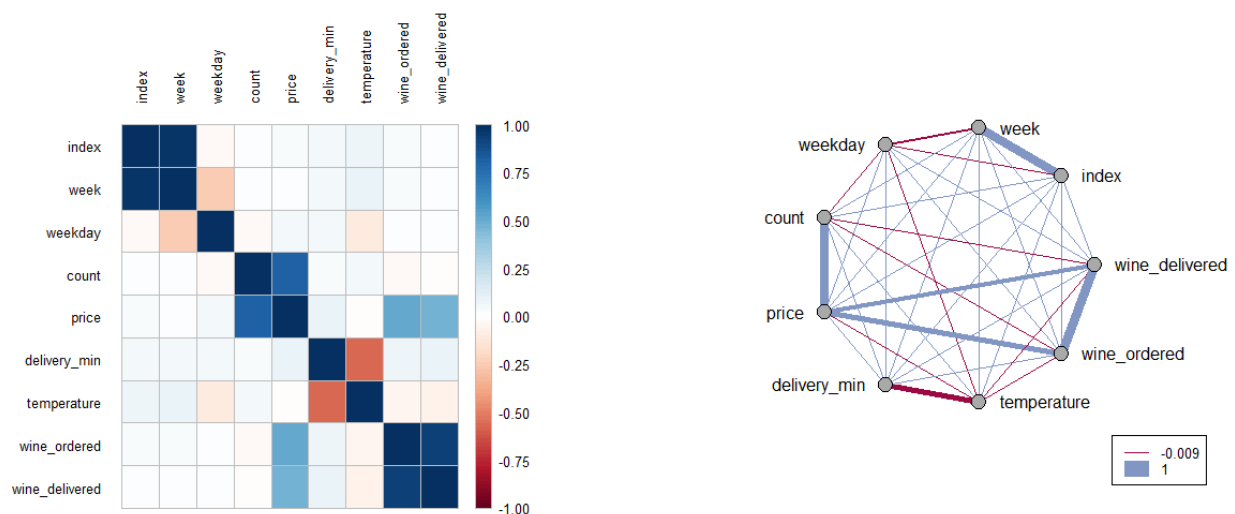 index
week
weekday
count
price
delivery_min
temperature
wine_ordered
wine_delivered
index
week
weekday
count
price
delivery_min
temperature
wine_ordered
wine_delivered
1.00
0.75
0.50
0.25
0.00
-0.25
-0.50
-0.75
-1.00
week
weekday
index
count
wine_delivered
price
wine_ordered
delivery_min
temperature
-0.009
1